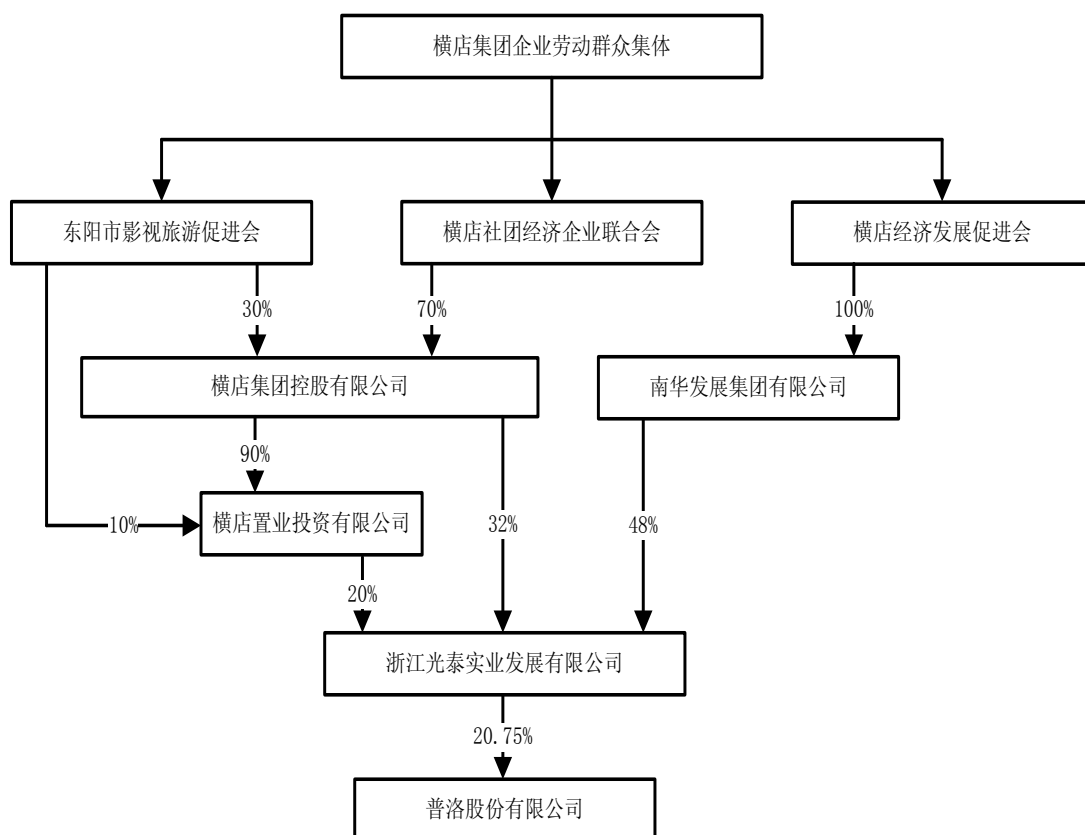 横店集团企业劳动群众集体
东阳市影视旅游促进会
横店社团经济企业联合会
横店经济发展促进会
30%
70%
100%
横店集团控股有限公司
南华发展集团有限公司
90%
10%
横店置业投资有限公司
32%
48%
20%
浙江光泰实业发展有限公司
20.75%
普洛股份有限公司